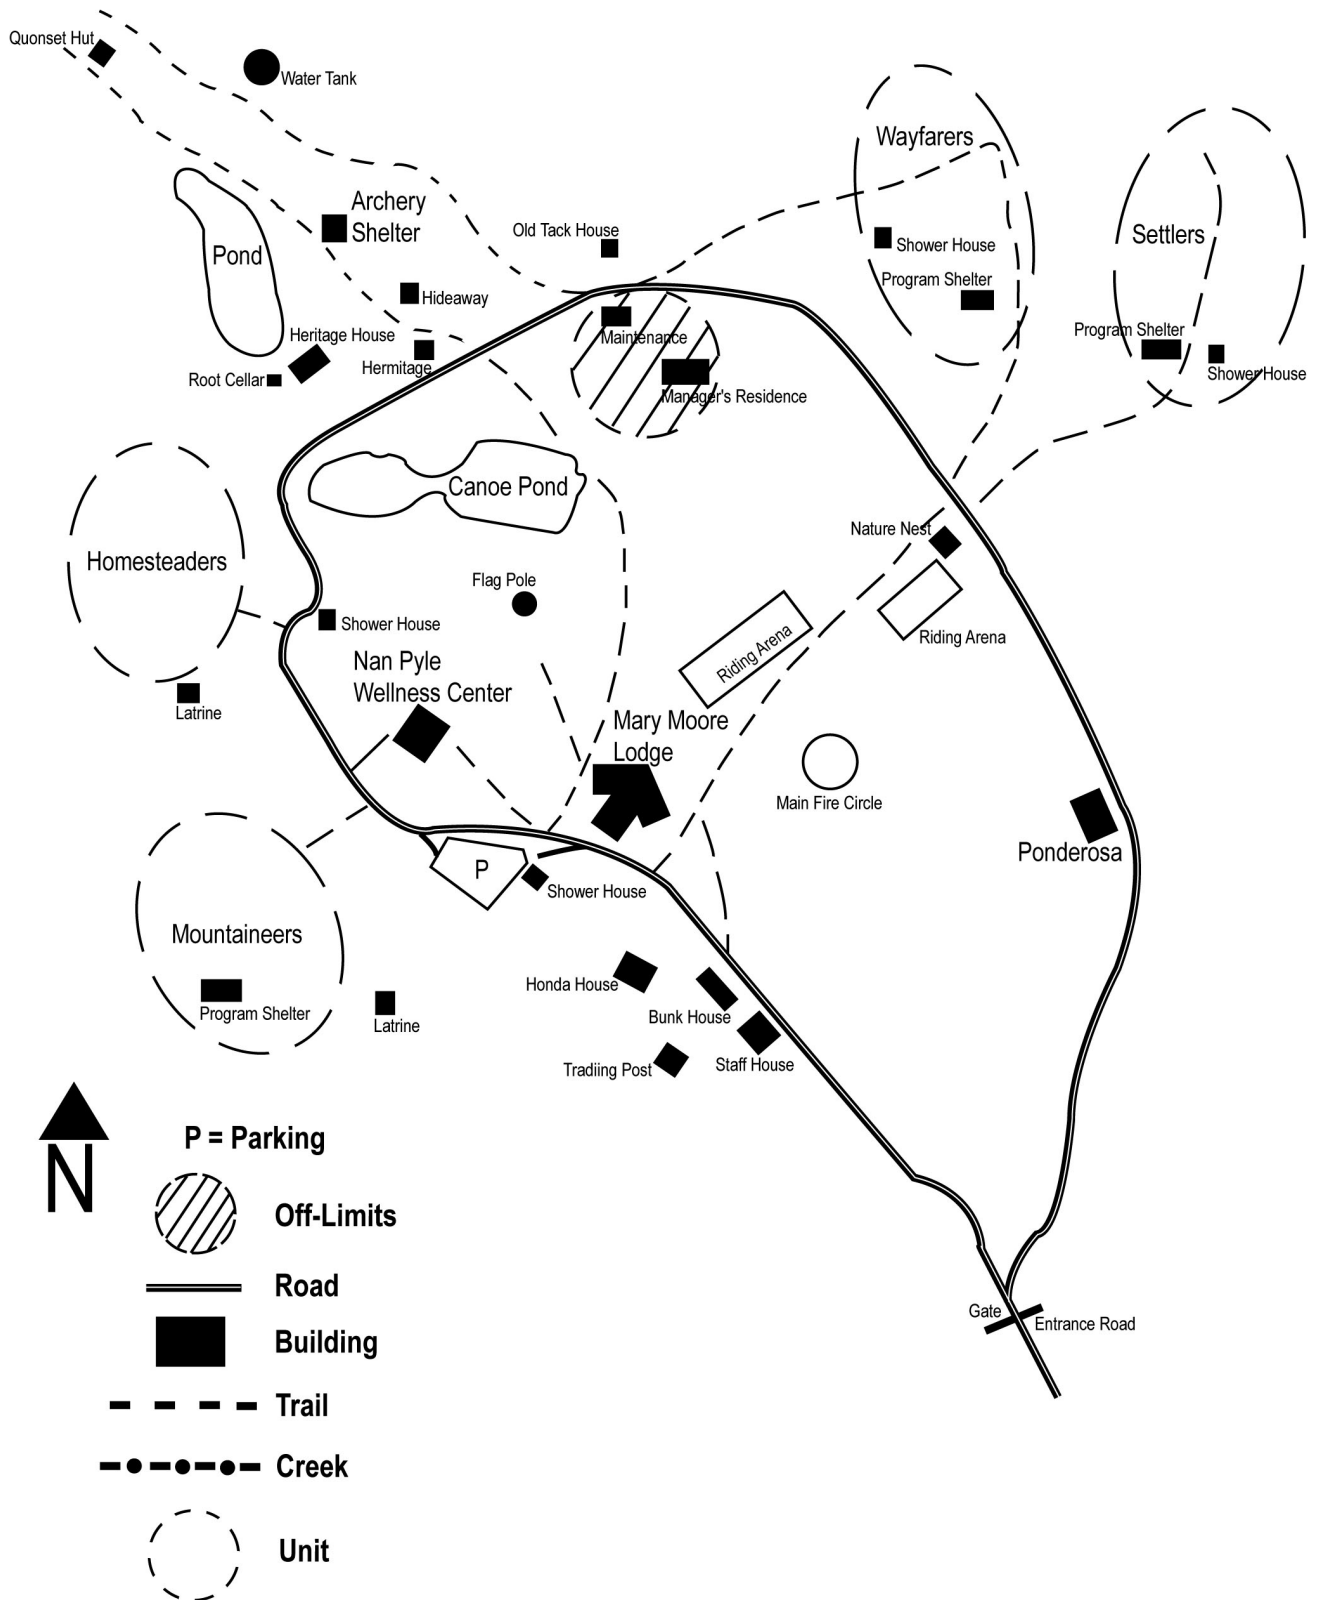 Quonset Hut
Water Tank
Wayfarers
Archery
Shelter
Old Tack House
Settlers
Pond
Shower House
Program Shelter
Hideaway
Heritage House
Maintenance
Program Shelter
Hermitage
Root Cellar
Shower House
Manager's Residence
Canoe Pond
Nature Nest
Homesteaders
Flag Pole
Shower House
Riding Arena
Riding Arena
Nan Pyle
Wellness Center
Latrine
Mary Moore
Lodge
Main Fire Circle
Ponderosa
P
Shower House
Mountaineers
Honda House
Program Shelter
Latrine
Bunk House
Tradiing Post
Staff House
N
P = Parking
Off-Limits
Road
Building
Gate
Entrance Road
Trail
Creek
Unit